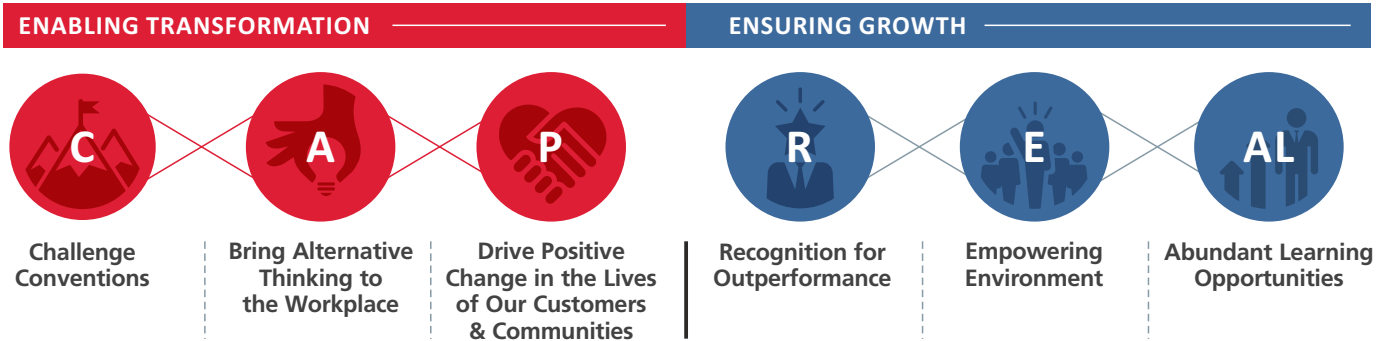 ENABLING TRANSFORMATION
ENSURING GROWTH
C
A
P
R
E
AL
Challenge
Conventions
Bring Alternative
Thinking to
the Workplace
Drive Positive
Change in the Lives
of Our Customers
& Communities
Recognition for
Outperformance
Empowering
Environment
Abundant Learning
Opportunities